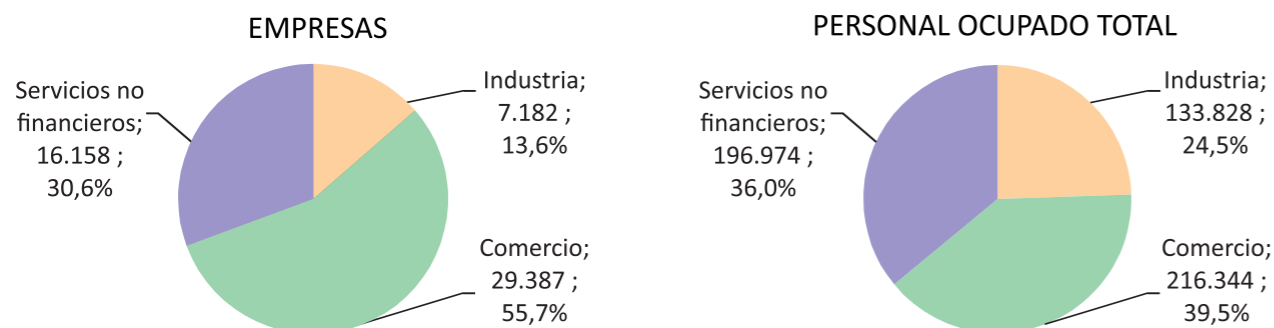 EMPRESAS
Servicios no
financieros;
16.158 ;
30,6%
Industria;
7.182 ;
13,6%
Comercio;
29.387 ;
55,7%
PERSONAL OCUPADO TOTAL
Servicios no
financieros;
196.974 ;
36,0%
Industria;
133.828 ;
24,5%
Comercio;
216.344 ;
39,5%